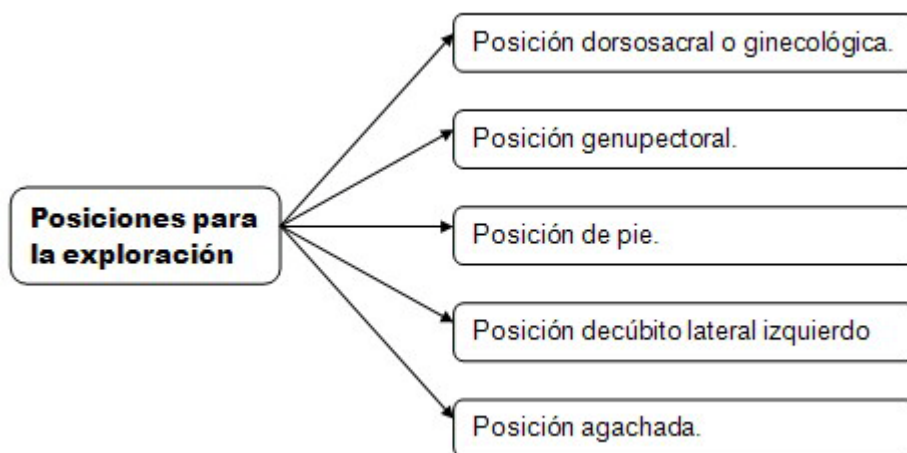 Posiciones para
la exploración
Posición dorsosacral o ginecológica.
Posición genupectoral.
Posición de pie.
Posición decúbito lateral izquierdo
Posición agachada.